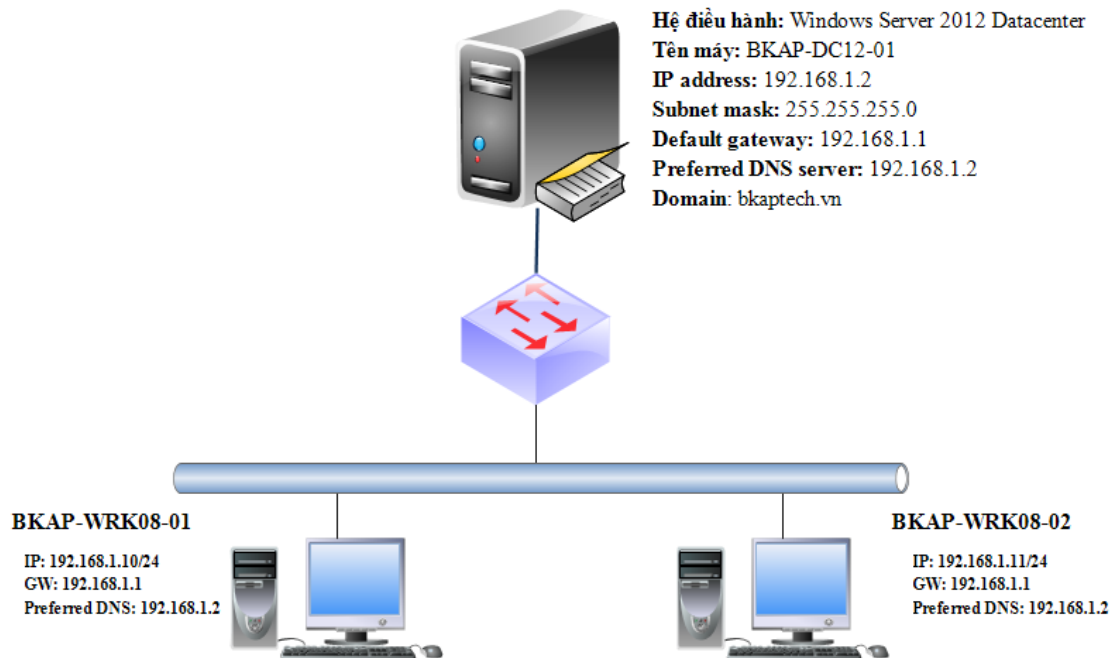 Hệ điều hành: Windows Server 2012 Datacenter
Tên máy: BKAP-DC12-01
IP address: 192.168.1.2
Subnet mask: 255.255.255.0
Default gateway: 192.168.1.1
Preferred DNS server: 192.168.1.2
Domain: bkaptech.vn
BKAP-WRK08-01
IP: 192.168.1.10/24
GW: 192.168.1.1
Preferred DNS: 192.168.1.2
BKAP-WRK08-02
IP: 192.168.1.11/24
GW: 192.168.1.1
Preferred DNS: 192.168.1.2